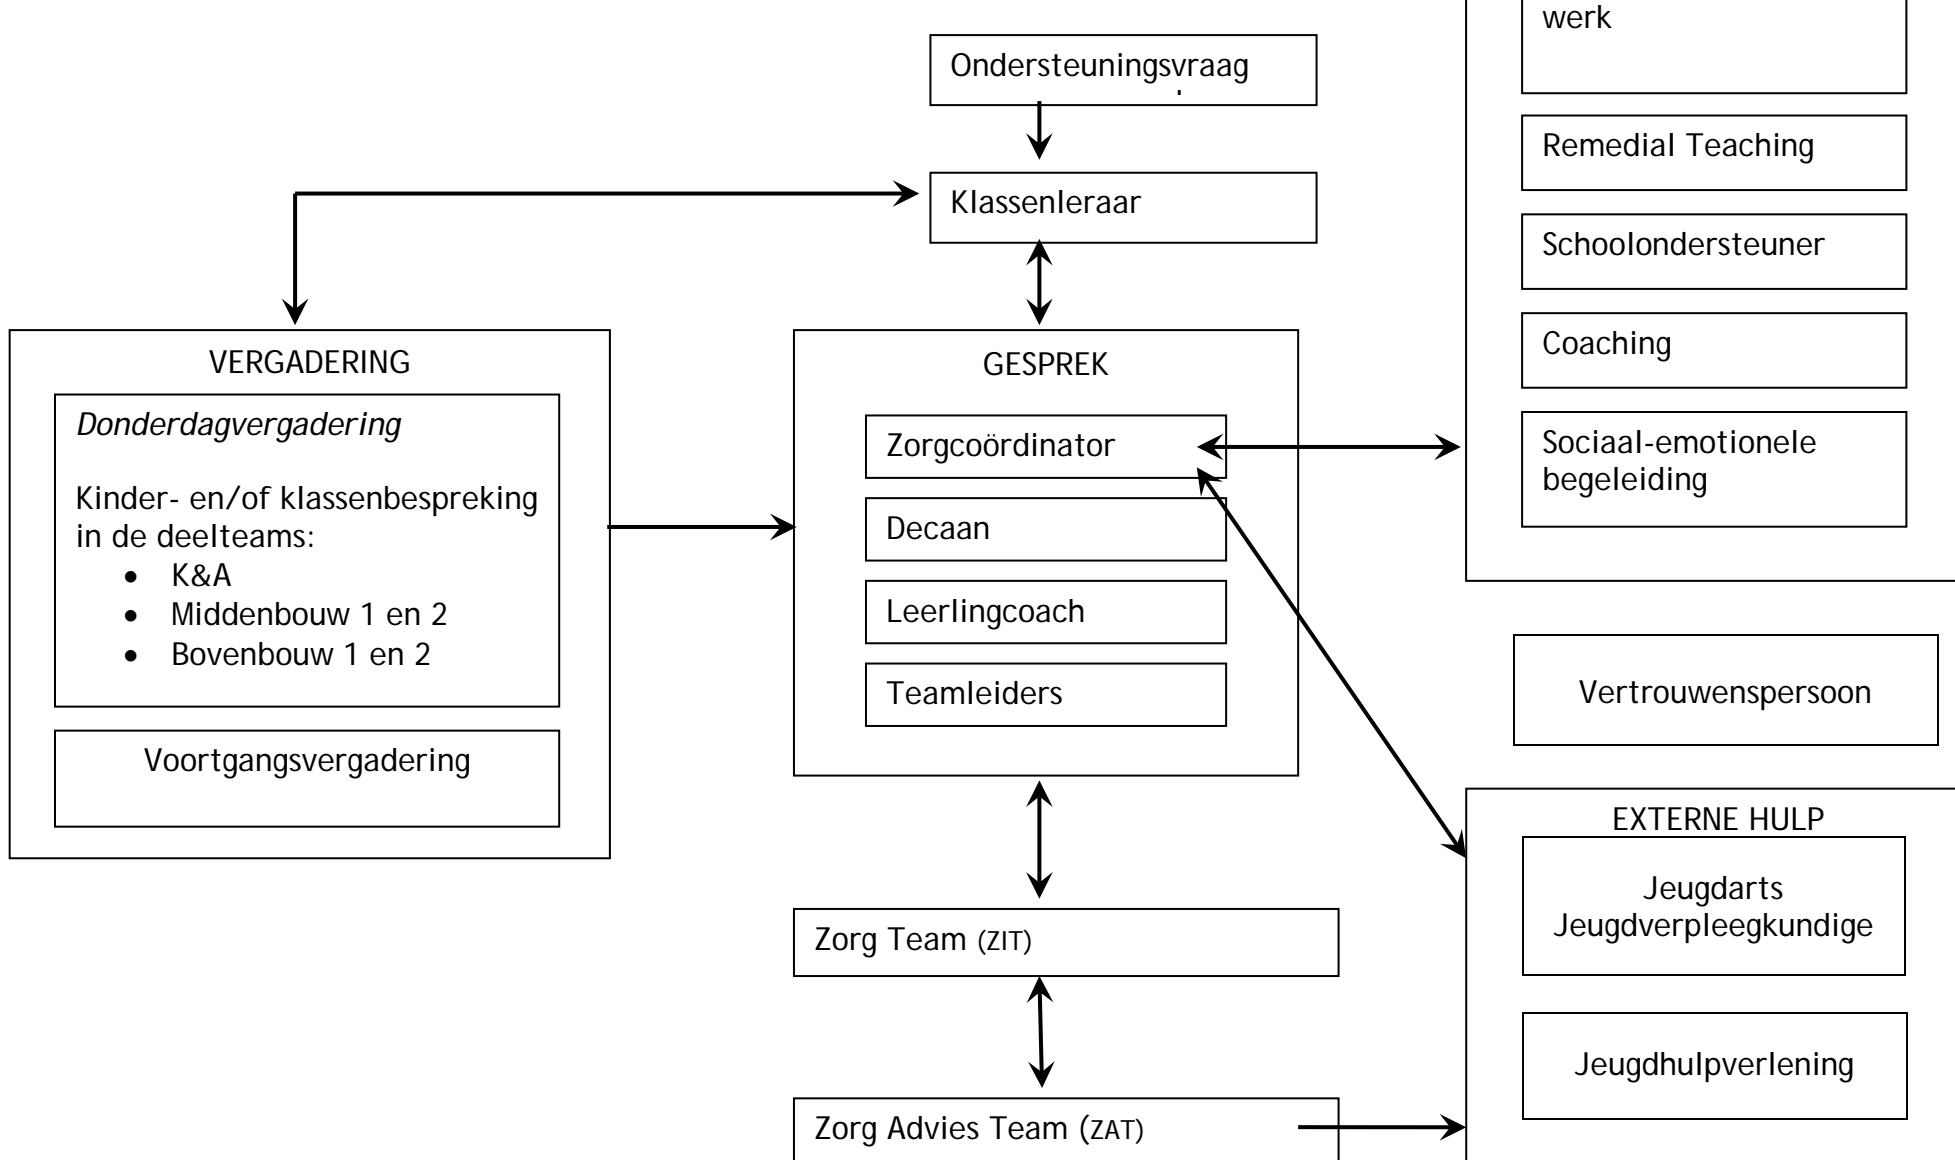 werk
Ondersteuningsvraag
Remedial Teaching
Klassenleraar
Schoolondersteuner
Coaching
VERGADERING
Donderdagvergadering
Kinder- en/of klassenbespreking
in de deelteams:
• K&A
• Middenbouw 1 en 2
• Bovenbouw 1 en 2
Voortgangsvergadering
GESPREK
Zorgcoördinator
Decaan
Leerlingcoach
Teamleiders
Sociaal-emotionele
begeleiding
Vertrouwenspersoon
EXTERNE HULP
Jeugdarts
Jeugdverpleegkundige
Jeugdhulpverlening
Zorg Team (ZIT)
Zorg Advies Team (ZAT)